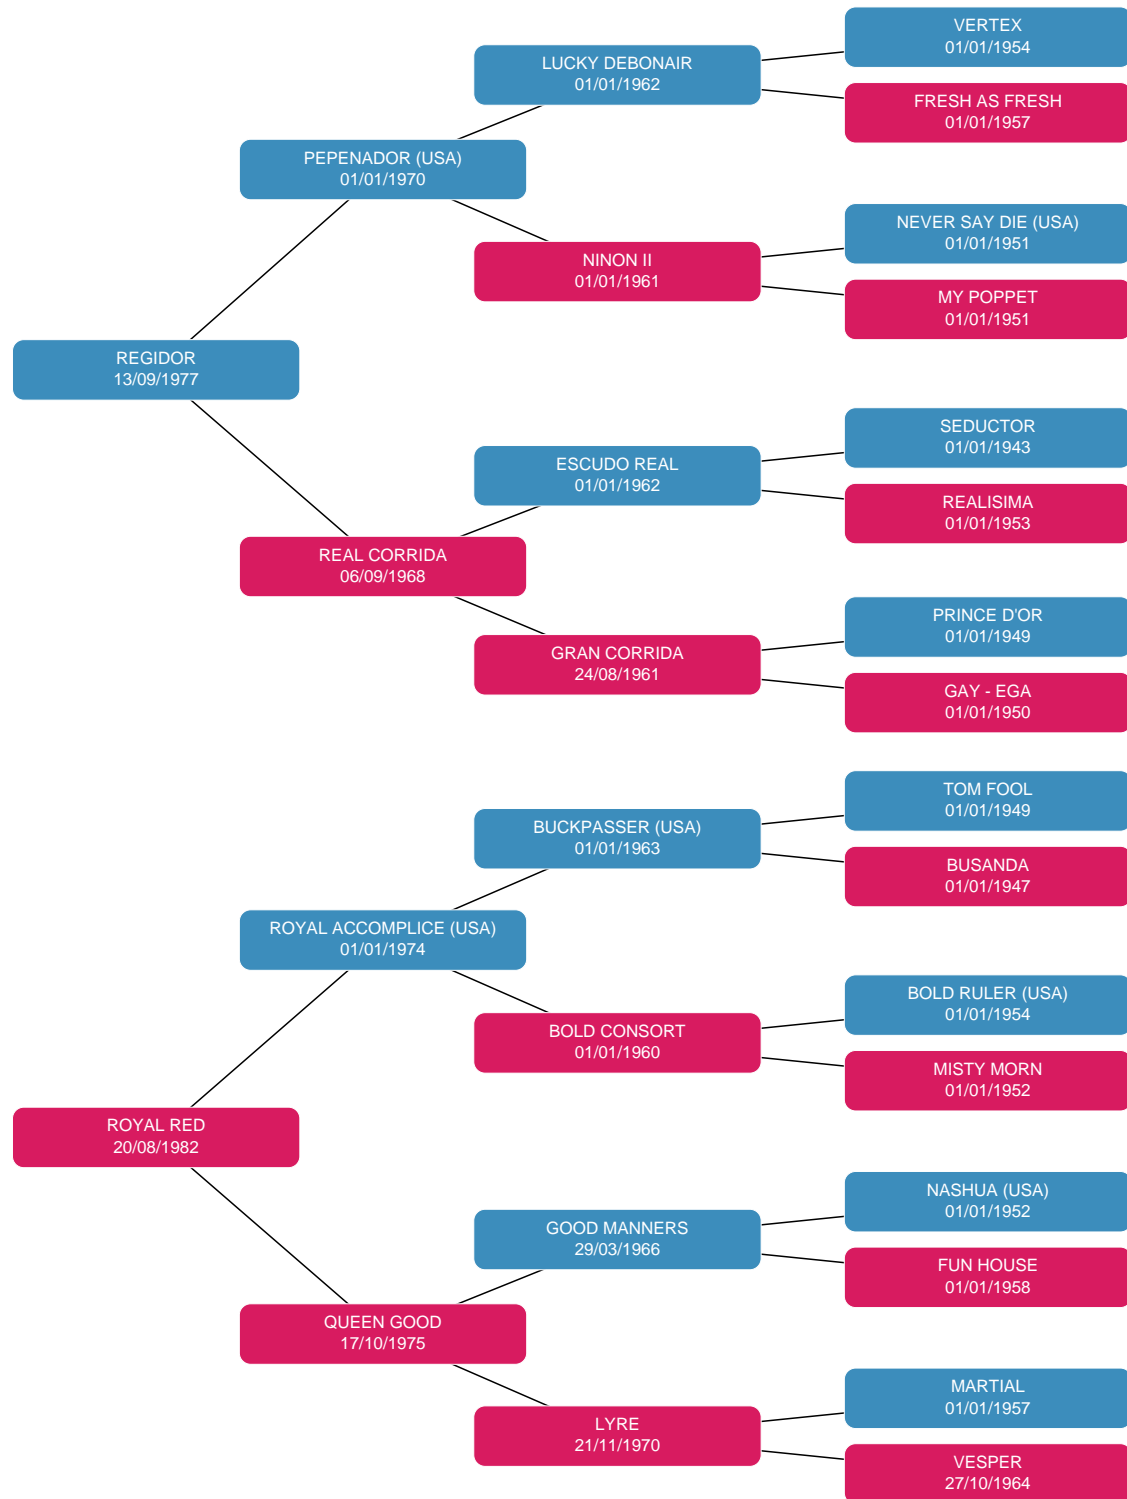 VERTEX
01/01/1954
LUCKY DEBONAIR
01/01/1962
FRESH AS FRESH
01/01/1957
PEPENADOR (USA)
01/01/1970
NEVER SAY DIE (USA)
01/01/1951
NINON II
01/01/1961
MY POPPET
01/01/1951
REGIDOR
13/09/1977
SEDUCTOR
01/01/1943
ESCUDO REAL
01/01/1962
REALISIMA
01/01/1953
REAL CORRIDA
06/09/1968
PRINCE D'OR
01/01/1949
GRAN CORRIDA
24/08/1961
GAY - EGA
01/01/1950
TOM FOOL
01/01/1949
BUCKPASSER (USA)
01/01/1963
BUSANDA
01/01/1947
ROYAL ACCOMPLICE (USA)
01/01/1974
BOLD RULER (USA)
01/01/1954
BOLD CONSORT
01/01/1960
MISTY MORN
01/01/1952
ROYAL RED
20/08/1982
NASHUA (USA)
01/01/1952
GOOD MANNERS
29/03/1966
FUN HOUSE
01/01/1958
QUEEN GOOD
17/10/1975
MARTIAL
01/01/1957
LYRE
21/11/1970
VESPER
27/10/1964